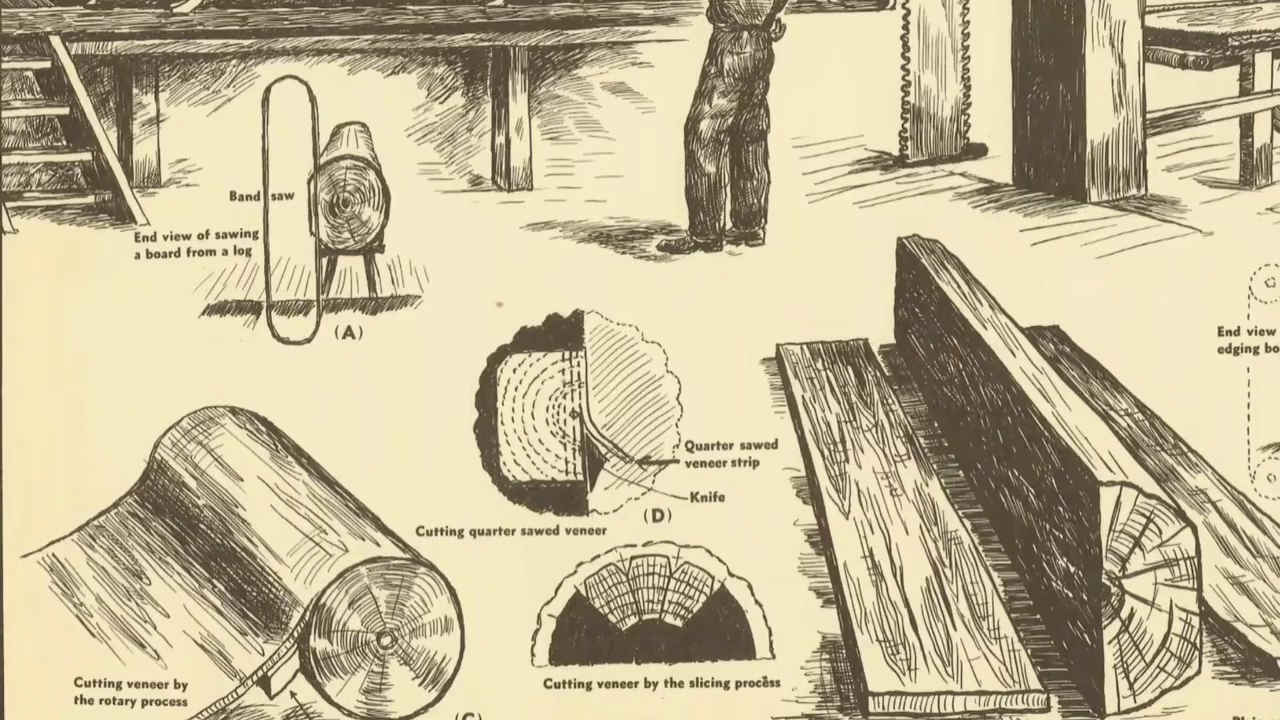 Band saw
End view of sawing
a board from a log
(A)
End view
edging bo
Quarter sawed
veneer strip
Knife
(D)
Cutting quarter sawed veneer
Cutting veneer by
the rotary process
Cutting veneer by the slicing process
(C)